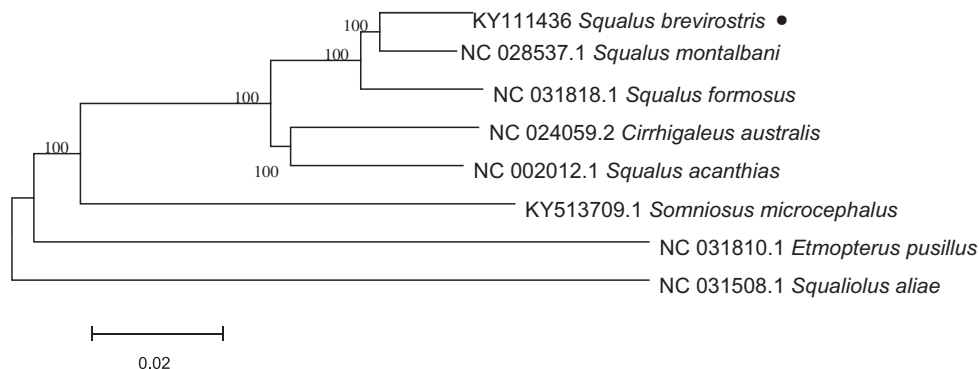 KY111436 Squalus brevirostris ●
100
NC 028537.1 Squalus montalbani
100
NC 031818.1 Squalus formosus
100
NC 024059.2 Cirrhigaleus australis
100
NC 002012.1 Squalus acanthias
100
KY513709.1 Somniosus microcephalus
NC 031810.1 Etmopterus pusillus
NC 031508.1 Squaliolus aliae
0.02